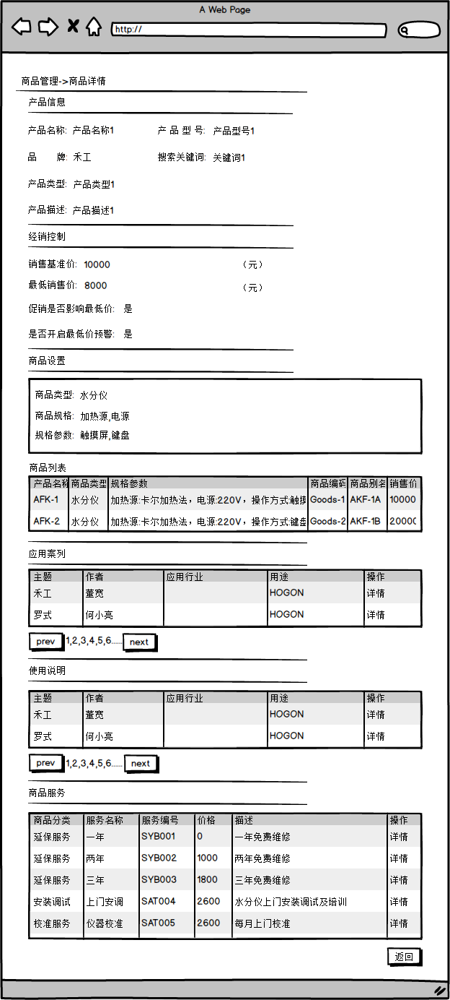 A Web Page
http://
商品管理->商品详情
产品信息
产品名称: 产品名称1 产 品 型 号: 产品型号1
品 牌: 禾工 搜索关键词: 关键词1
产品类型: 产品类型1
产品描述: 产品描述1
经销控制
销售基准价: 10000 （元）
最低销售价: 8000 （元）
促销是否影响最低价: 是
是否开启最低价预警: 是
商品设置
商品类型: 水分仪
商品规格: 加热源,电源
规格参数: 触摸屏,键盘
商品列表
产品名称 商品类型 规格参数 商品编码 商品别名 销售价
AFK-1 水分仪 加热源:卡尔加热法，电源:220V，操作方式:触摸 Goods-1 AKF-1A 10000
AFK-2 水分仪 加热源:卡尔加热法，电源:220V，操作方式:键盘 Goods-2 AKF-1B 20000
应用案列
主题 作者 应用行业 用途 操作
禾工 董宽 HOGON 详情
罗式 何小亮 HOGON 详情
prev 1,2,3,4,5,6...... next
使用说明
主题 作者 应用行业 用途 操作
禾工 董宽 HOGON 详情
罗式 何小亮 HOGON 详情
prev 1,2,3,4,5,6...... next
商品服务
商品分类 服务名称 服务编号 价格 描述 操作
延保服务 一年 SYB001 0 一年免费维修 详情
延保服务 两年 SYB002 1000 两年免费维修 详情
延保服务 三年 SYB003 1800 三年免费维修 详情
安装调试 上门安调 SAT004 2600 水分仪上门安装调试及培训 详情
校准服务 仪器校准 SAT005 2600 每月上门校准 详情
返回